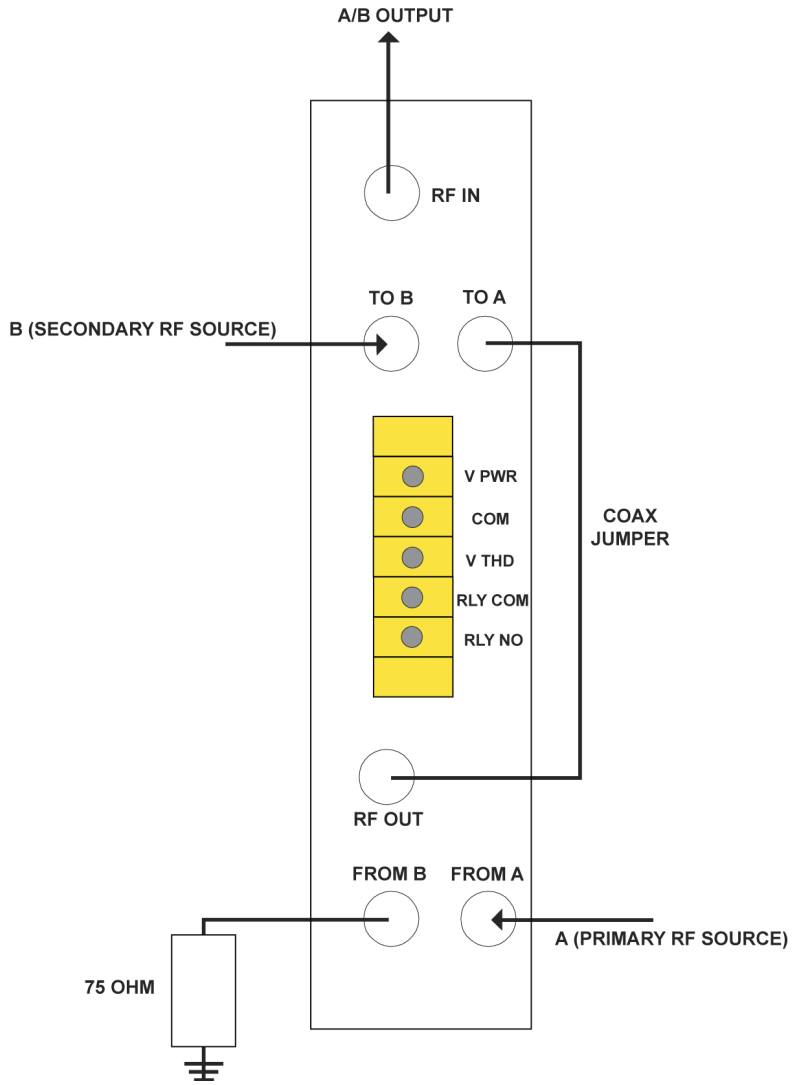 A/B OUTPUT
RF IN
TO B
TO A
B (SECONDARY RF SOURCE)
V PWR
COM
V THD
RLY COM
RLY NO
COAX
JUMPER
RF OUT
FROM B
FROM A
A (PRIMARY RF SOURCE)
75 OHM